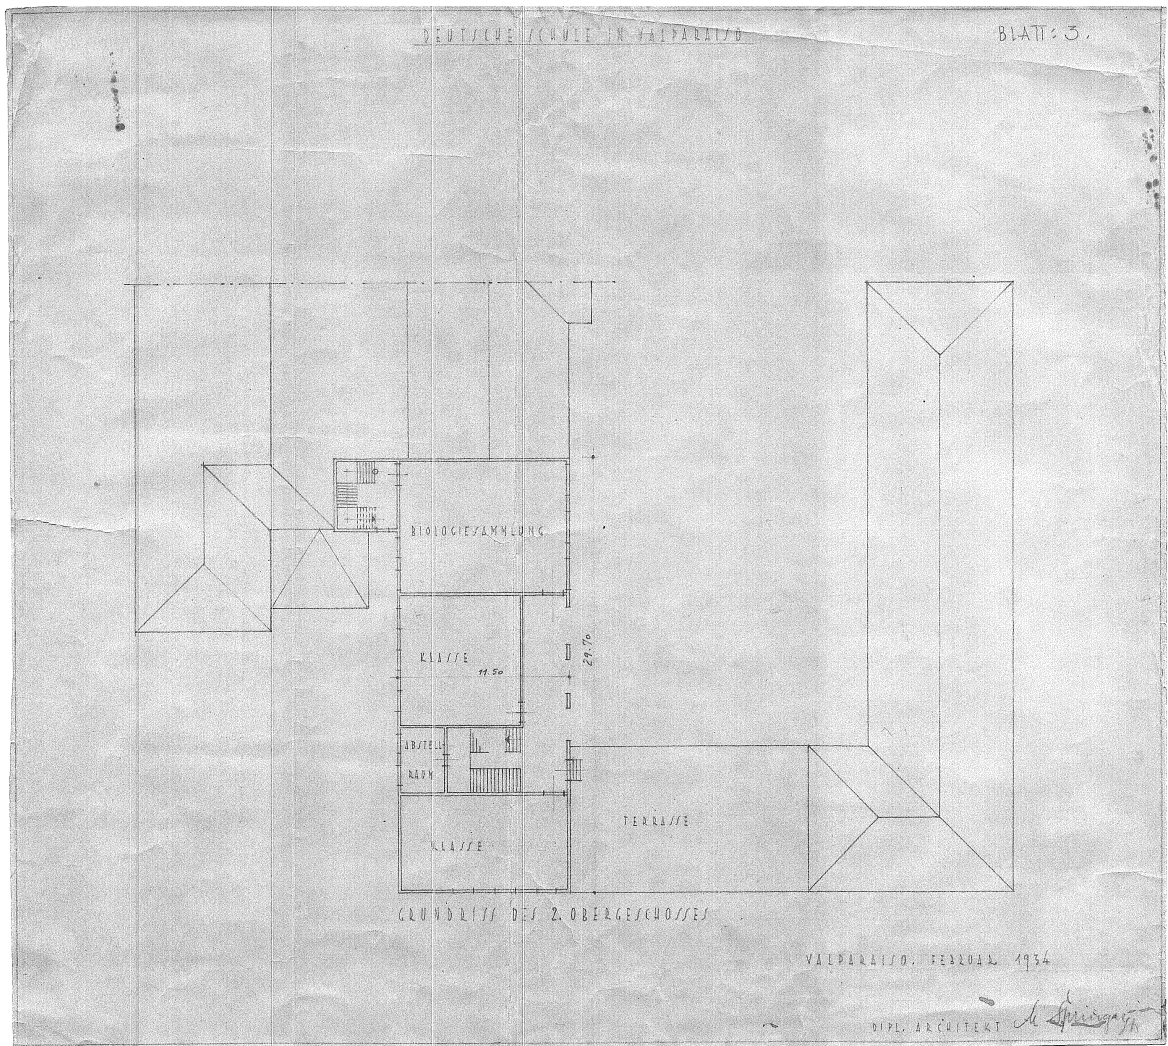 DEUTSCHE SCHULE IN VALPARAISO
BLATT: 3.
BIOLOGIESAMMLUNG
KLASSE
11.50
29.70
ABSTELL
RAUM
KLASSE
TERRASSE
GRUNDRISS DES 2. OBERGESCHOSSES
VALPARAISO. FEBRUAR 1934
DIPL. ARCHITEKT M